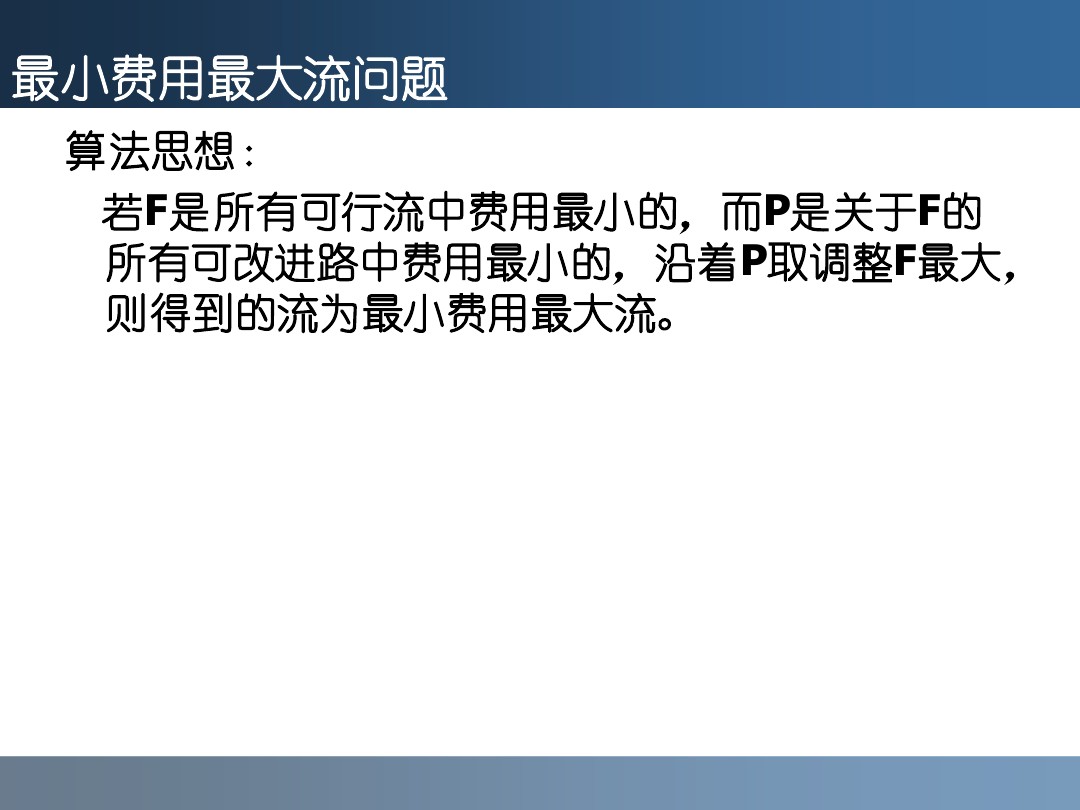 最小费用最大流问题
算法思想：
若F是所有可行流中费用最小的，而P是关于F的
所有可改进路中费用最小的，沿着P取调整F最大，
则得到的流为最小费用最大流。